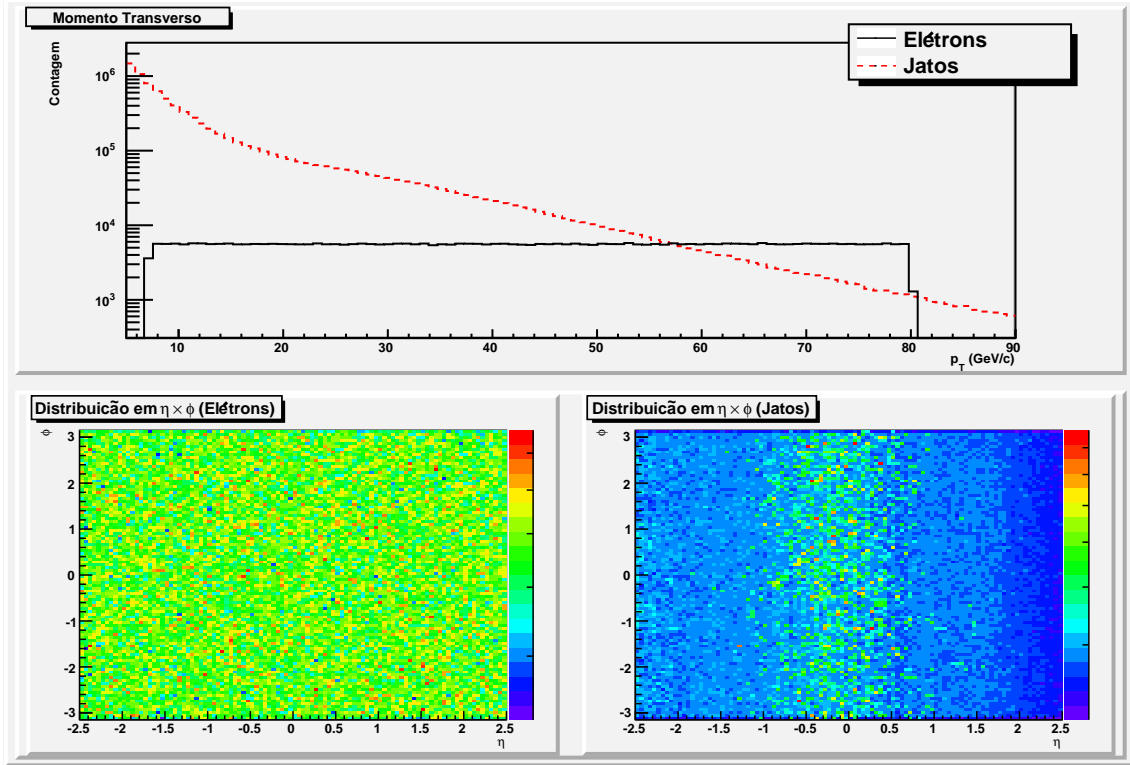 Momento Transverso
Contagem
Elétrons
Jatos
10^6
10^5
10^4
10^3
10 20 30 40 50 60 70 80 90
p_T (GeV/c)
Distribuicão em η × φ (Elétrons)
φ
3
2
1
0
-1
-2
-3
-2.5 -2 -1.5 -1 -0.5 0 0.5 1 1.5 2 2.5
η
Distribuicão em η × φ (Jatos)
φ
3
2
1
0
-1
-2
-3
-2.5 -2 -1.5 -1 -0.5 0 0.5 1 1.5 2 2.5
η